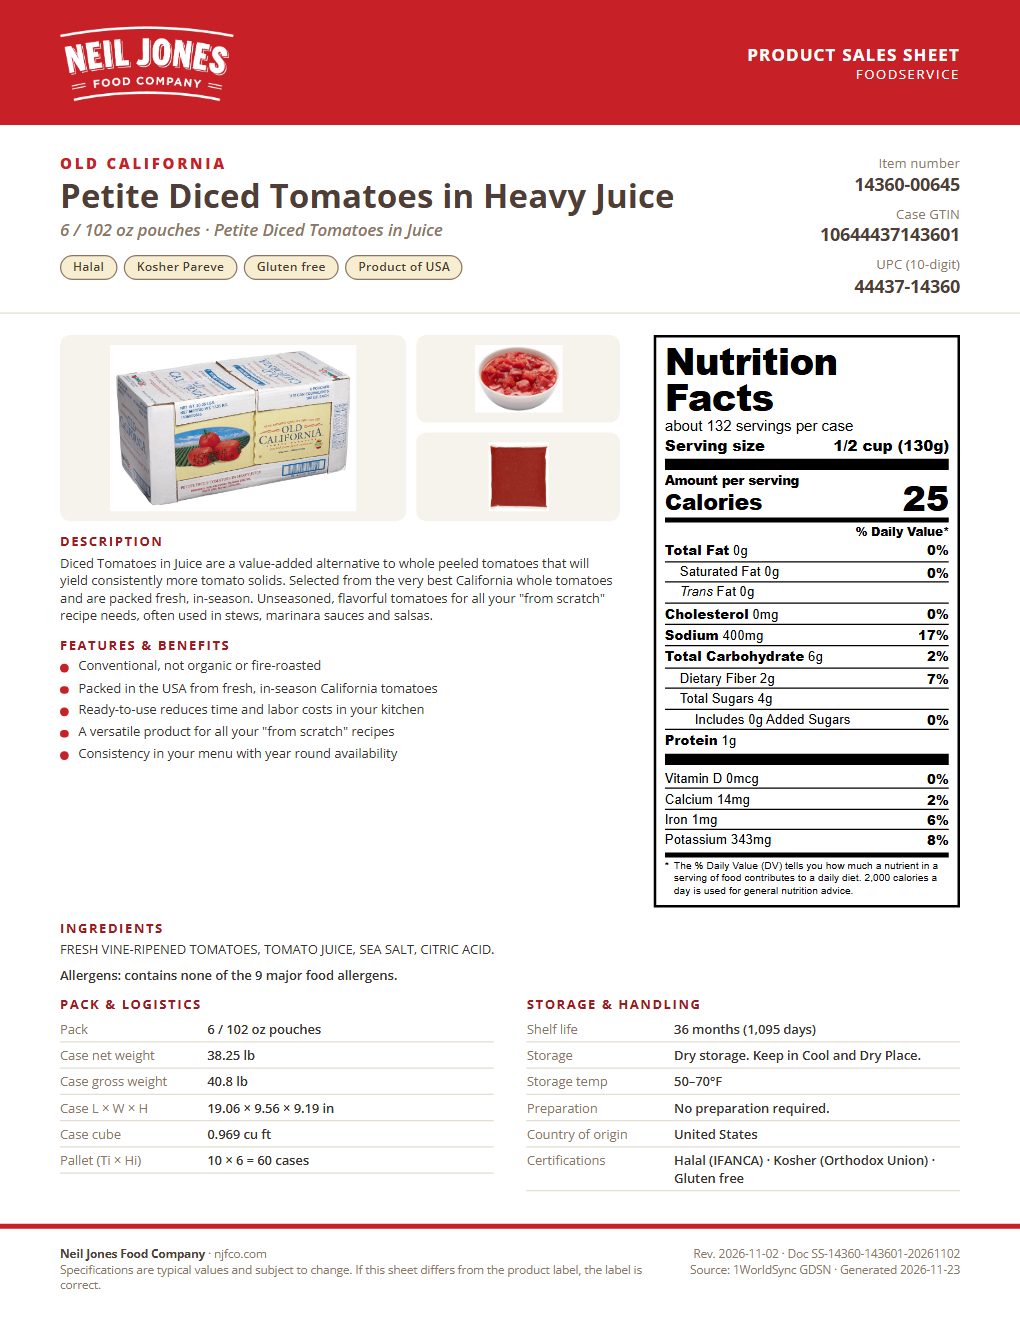 NEIL JONES
FOOD COMPANY
PRODUCT SALES SHEET
FOODSERVICE
OLD CALIFORNIA
Petite Diced Tomatoes in Heavy Juice
6 / 102 oz pouches · Petite Diced Tomatoes in Juice
Halal
Kosher Pareve
Gluten free
Product of USA
Item number
14360-00645
Case GTIN
10644437143601
UPC (10-digit)
44437-14360
OLD
CALIFORNIA
DESCRIPTION
Diced Tomatoes in Juice are a value-added alternative to whole peeled tomatoes that will
yield consistently more tomato solids. Selected from the very best California whole tomatoes
and are packed fresh, in-season. Unseasoned, flavorful tomatoes for all your "from scratch"
recipe needs, often used in stews, marinara sauces and salsas.
FEATURES & BENEFITS
Conventional, not organic or fire-roasted
Packed in the USA from fresh, in-season California tomatoes
Ready-to-use reduces time and labor costs in your kitchen
A versatile product for all your "from scratch" recipes
Consistency in your menu with year round availability
Nutrition
Facts
about 132 servings per case
Serving size 1/2 cup (130g)
Amount per serving
Calories 25
% Daily Value*
Total Fat 0g 0%
Saturated Fat 0g 0%
Trans Fat 0g
Cholesterol 0mg 0%
Sodium 400mg 17%
Total Carbohydrate 6g 2%
Dietary Fiber 2g 7%
Total Sugars 4g
Includes 0g Added Sugars 0%
Protein 1g
Vitamin D 0mcg 0%
Calcium 14mg 2%
Iron 1mg 6%
Potassium 343mg 8%
* The % Daily Value (DV) tells you how much a nutrient in a
serving of food contributes to a daily diet. 2,000 calories a
day is used for general nutrition advice.
INGREDIENTS
FRESH VINE-RIPENED TOMATOES, TOMATO JUICE, SEA SALT, CITRIC ACID.
Allergens: contains none of the 9 major food allergens.
PACK & LOGISTICS
Pack 6 / 102 oz pouches
Case net weight 38.25 lb
Case gross weight 40.8 lb
Case L × W × H 19.06 × 9.56 × 9.19 in
Case cube 0.969 cu ft
Pallet (Ti × Hi) 10 × 6 = 60 cases
STORAGE & HANDLING
Shelf life 36 months (1,095 days)
Storage Dry storage. Keep in Cool and Dry Place.
Storage temp 50–70°F
Preparation No preparation required.
Country of origin United States
Certifications Halal (IFANCA) · Kosher (Orthodox Union) ·
Gluten free
Neil Jones Food Company · njfco.com
Specifications are typical values and subject to change. If this sheet differs from the product label, the label is
correct.
Rev. 2026-11-02 · Doc SS-14360-143601-20261102
Source: 1WorldSync GDSN · Generated 2026-11-23